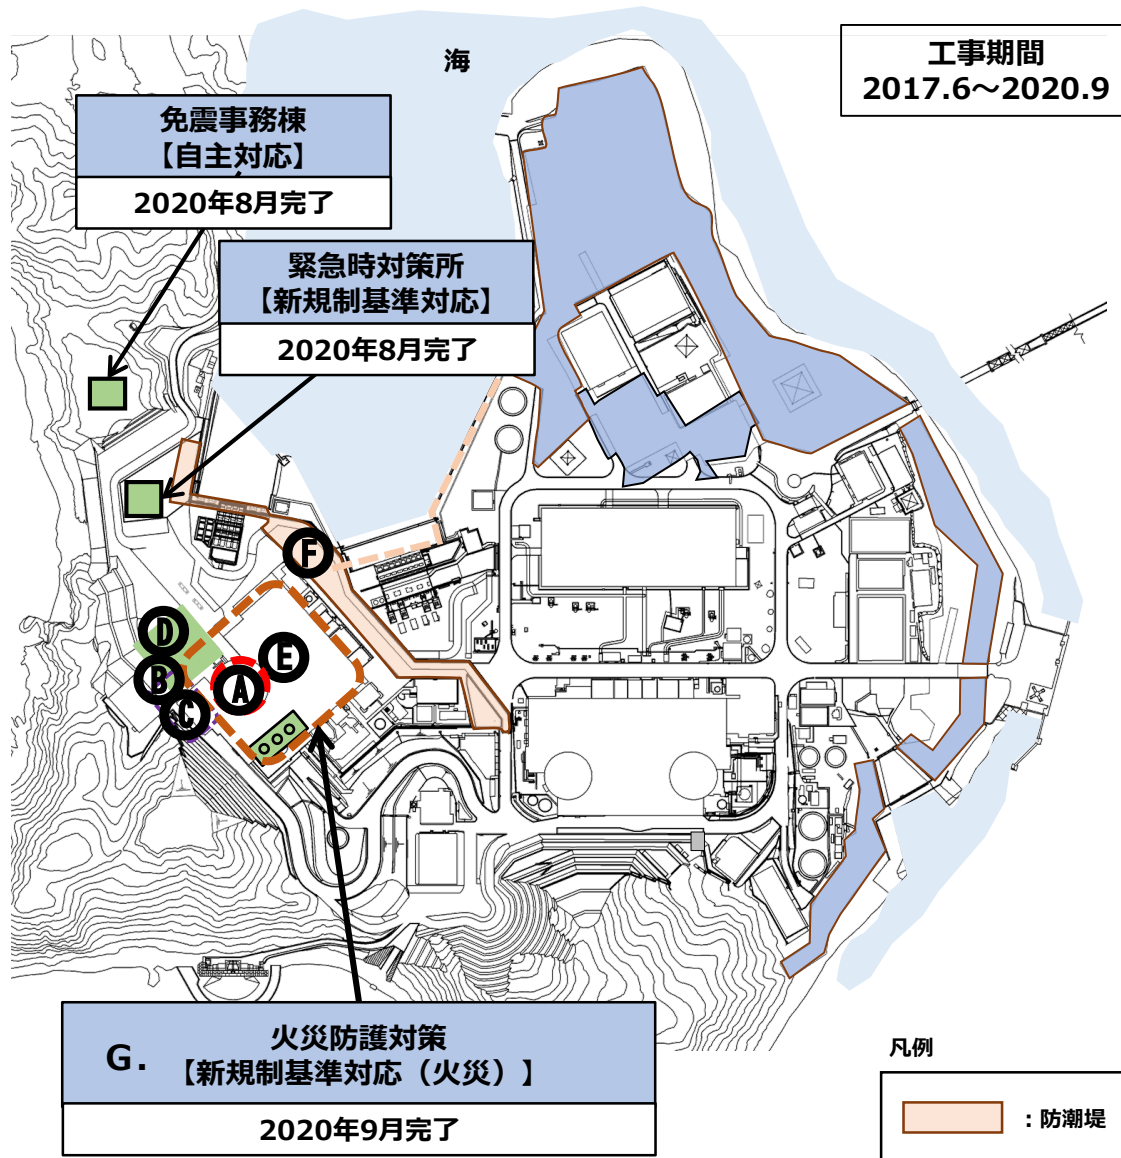 海
工事期間
2017.6～2020.9
免震事務棟
【自主対応】
2020年8月完了
緊急時対策所
【新規制基準対応】
2020年8月完了
F
D
E
B
A
C
G. 火災防護対策
【新規制基準対応（火災）】
2020年9月完了
凡例
：防潮堤